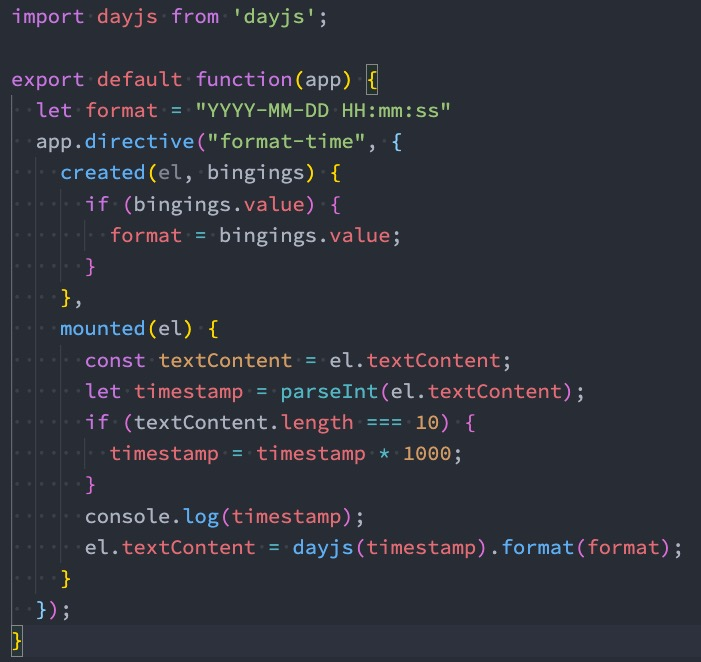 import dayjs from 'dayjs';

export default function(app) {
  let format = "YYYY-MM-DD HH:mm:ss"
  app.directive("format-time", {
    created(el, bingings) {
      if (bingings.value) {
        format = bingings.value;
      }
    },
    mounted(el) {
      const textContent = el.textContent;
      let timestamp = parseInt(el.textContent);
      if (textContent.length === 10) {
        timestamp = timestamp * 1000;
      }
      console.log(timestamp);
      el.textContent = dayjs(timestamp).format(format);
    }
  });
}